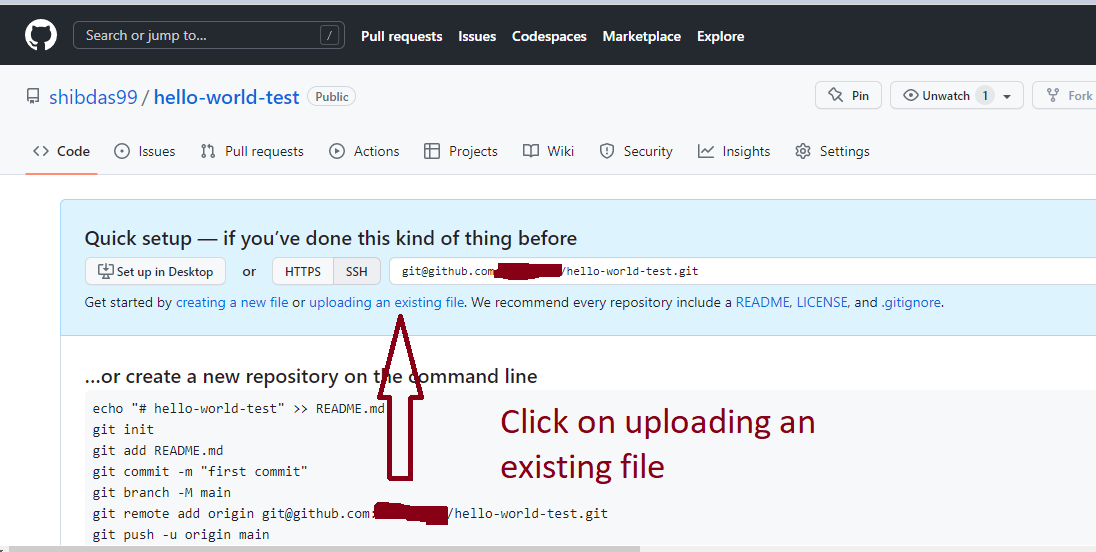 Search or jump to... /
Pull requests Issues Codespaces Marketplace Explore
shibdas99 / hello-world-test Public
Pin Unwatch 1 Fork
Code Issues Pull requests Actions Projects Wiki Security Insights Settings
Quick setup — if you’ve done this kind of thing before
Set up in Desktop or HTTPS SSH git@github.com /hello-world-test.git
Get started by creating a new file or uploading an existing file. We recommend every repository include a README, LICENSE, and .gitignore.
...or create a new repository on the command line
echo "# hello-world-test" >> README.md
git init
git add README.md
git commit -m "first commit"
git branch -M main
git remote add origin git@github.com: /hello-world-test.git
git push -u origin main
Click on uploading an
existing file